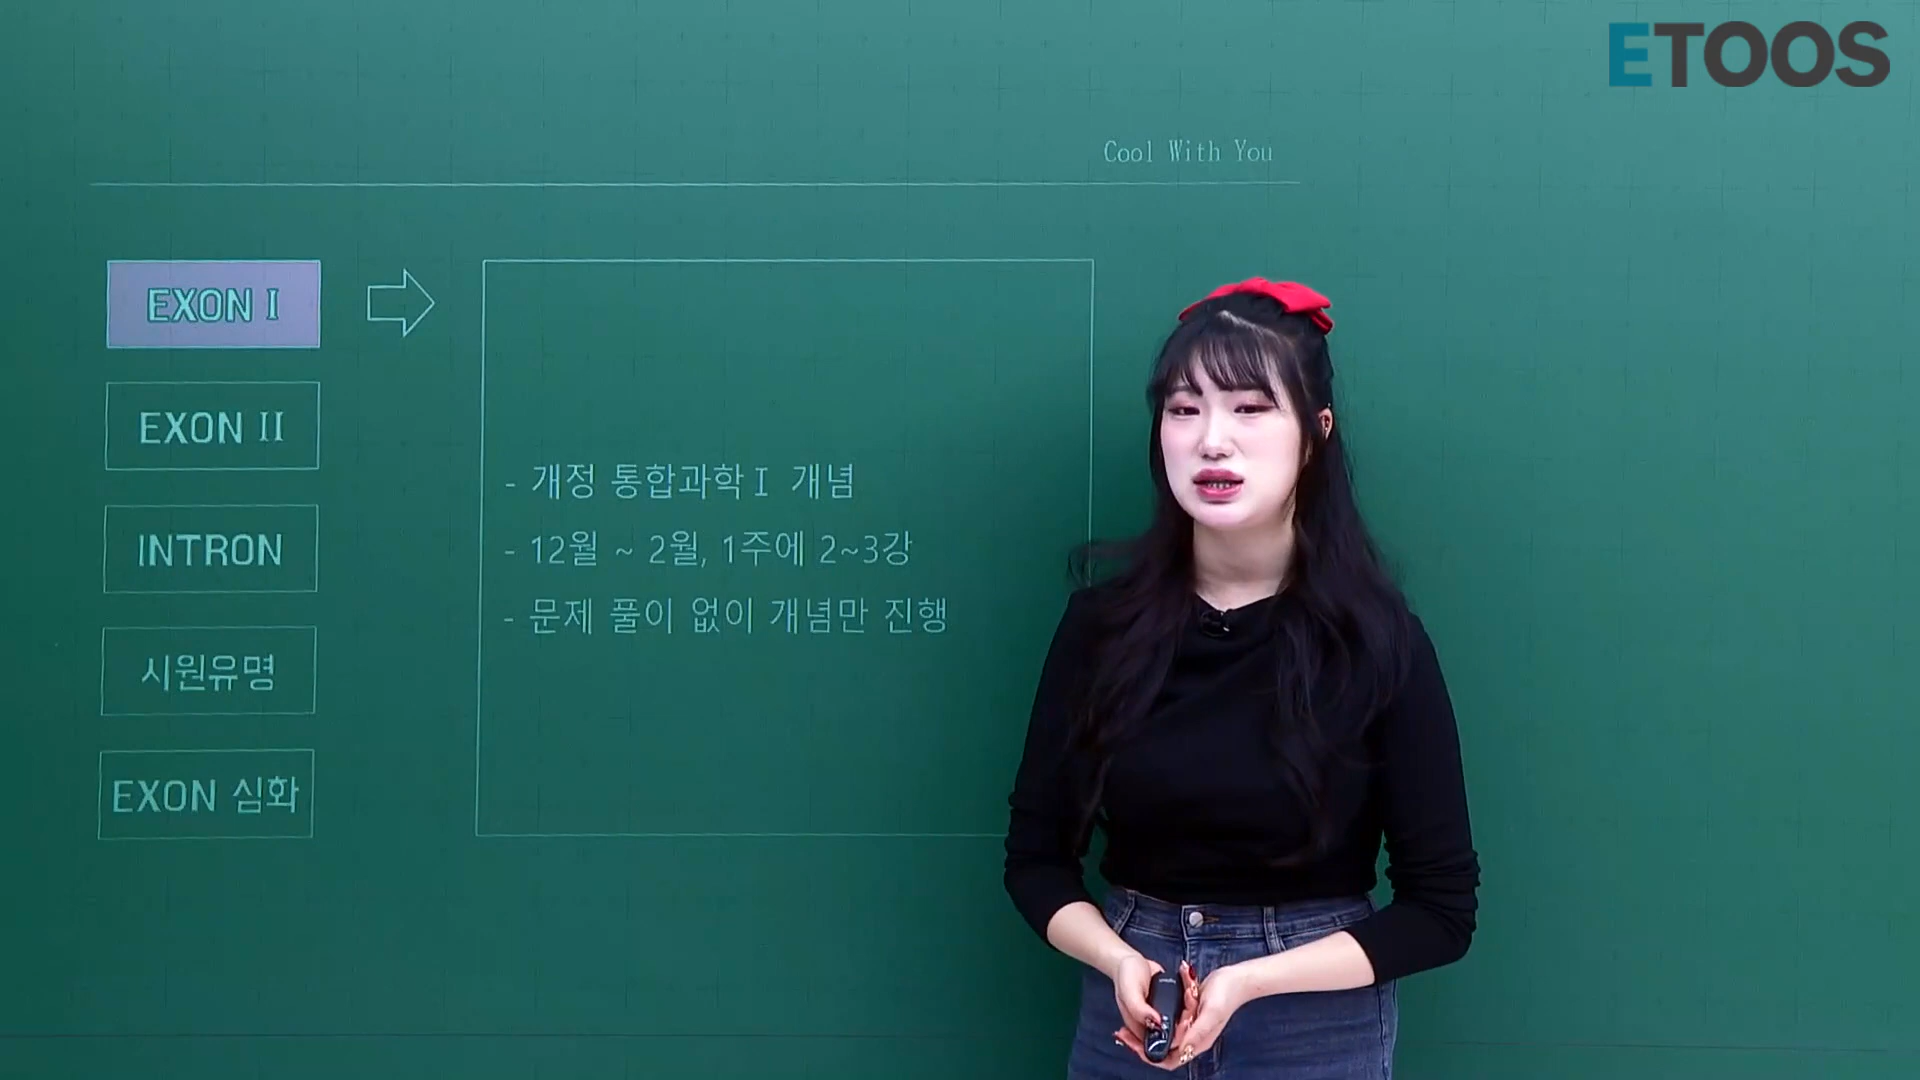 ETOOS
Cool With You
EXON I
EXON II
INTRON
시원유명
EXON 심화
- 개정 통합과학 I 개념
- 12월 ~ 2월, 1주에 2~3강
- 문제 풀이 없이 개념만 진행